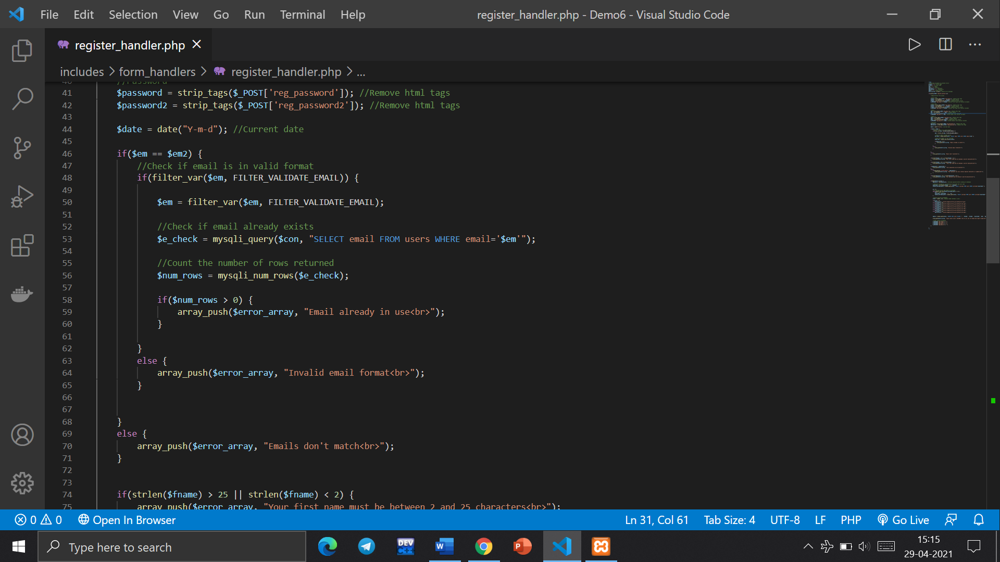 File Edit Selection View Go Run Terminal Help register_handler.php - Demo6 - Visual Studio Code
register_handler.php
includes > form_handlers > register_handler.php > ...
40 //Password
41 $password = strip_tags($_POST['reg_password']); //Remove html tags
42 $password2 = strip_tags($_POST['reg_password2']); //Remove html tags
43
44 $date = date("Y-m-d"); //Current date
45
46 if($em == $em2) {
47 //Check if email is in valid format
48 if(filter_var($em, FILTER_VALIDATE_EMAIL)) {
49
50 $em = filter_var($em, FILTER_VALIDATE_EMAIL);
51
52 //Check if email already exists
53 $e_check = mysqli_query($con, "SELECT email FROM users WHERE email='$em'");
54
55 //Count the number of rows returned
56 $num_rows = mysqli_num_rows($e_check);
57
58 if($num_rows > 0) {
59 array_push($error_array, "Email already in use<br>");
60 }
61
62 }
63 else {
64 array_push($error_array, "Invalid email format<br>");
65 }
66
67
68 }
69 else {
70 array_push($error_array, "Emails don't match<br>");
71 }
72
73
74 if(strlen($fname) > 25 || strlen($fname) < 2) {
75 array_push($error_array, "Your first name must be between 2 and 25 characters<br>");
0 0 Open In Browser Ln 31, Col 61 Tab Size: 4 UTF-8 LF PHP Go Live
Type here to search DEV C++ W P 15:15
29-04-2021